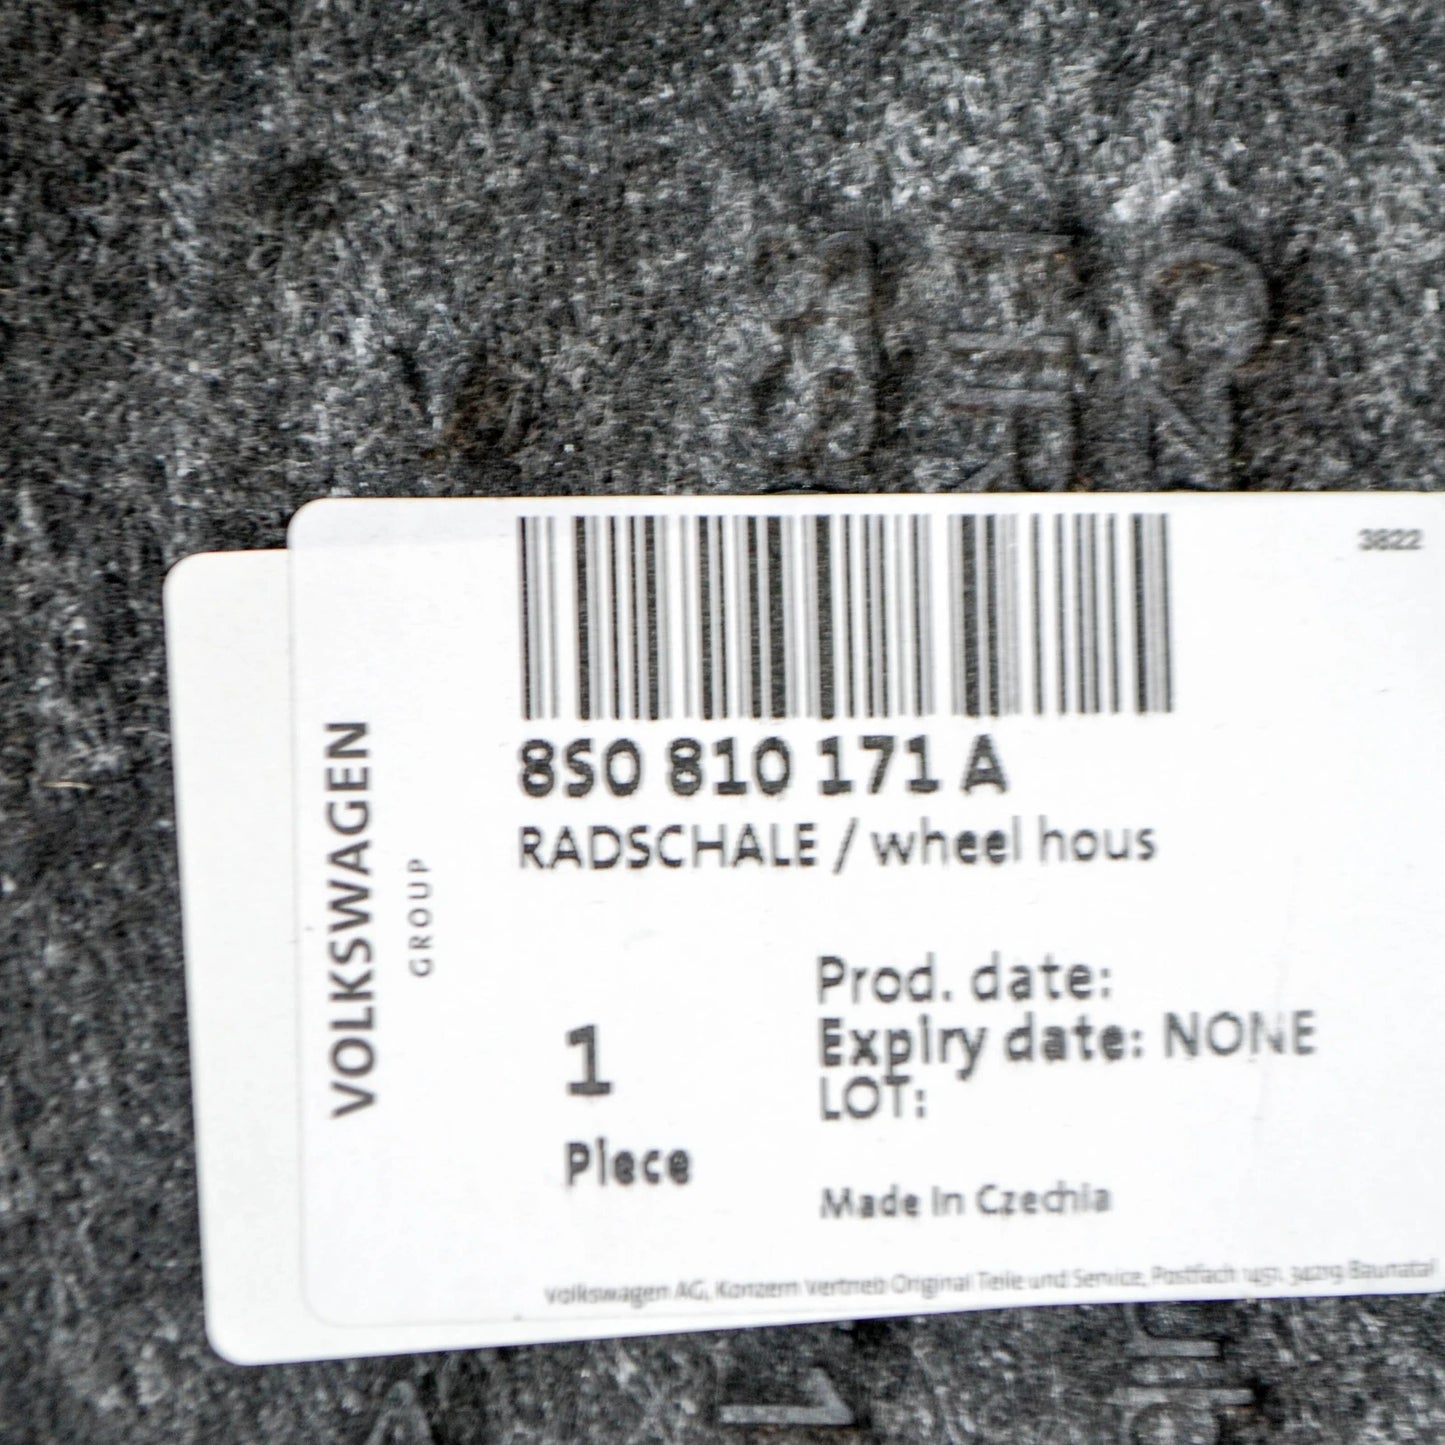 3822
8S0 810 171 A
RADSCHALE / wheel hous
VOLKSWAGEN
GROUP
Prod. date:
Expiry date: NONE
LOT:
1
Piece
Made in Czechia
Volkswagen AG, Konzern Vertrieb Original Teile und Service, Postfach 1451, 34219 Baunatal